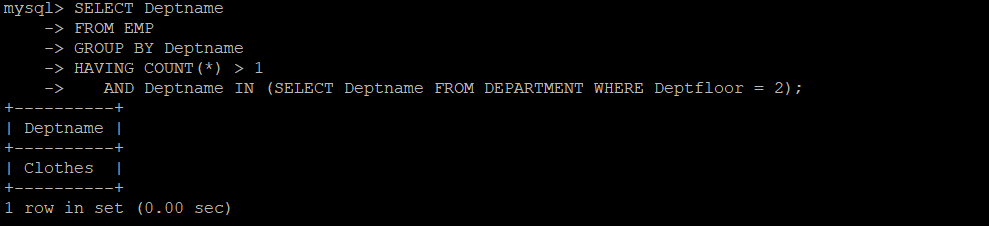 mysql> SELECT Deptname
    -> FROM EMP
    -> GROUP BY Deptname
    -> HAVING COUNT(*) > 1
    ->    AND Deptname IN (SELECT Deptname FROM DEPARTMENT WHERE Deptfloor = 2);
+----------+
| Deptname |
+----------+
| Clothes  |
+----------+
1 row in set (0.00 sec)